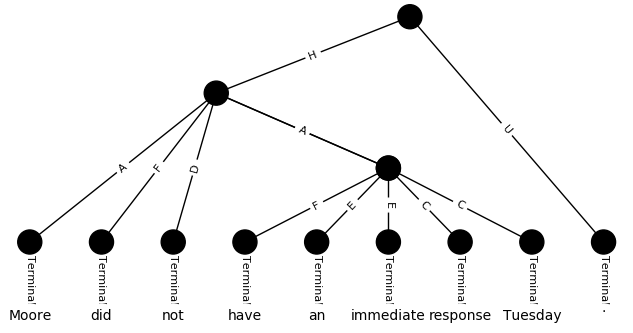 H
A
U
A
F
D
F
E
E
C
C
Terminal Terminal Terminal Terminal Terminal Terminal Terminal Terminal Terminal
Moore did not have an immediate response Tuesday .